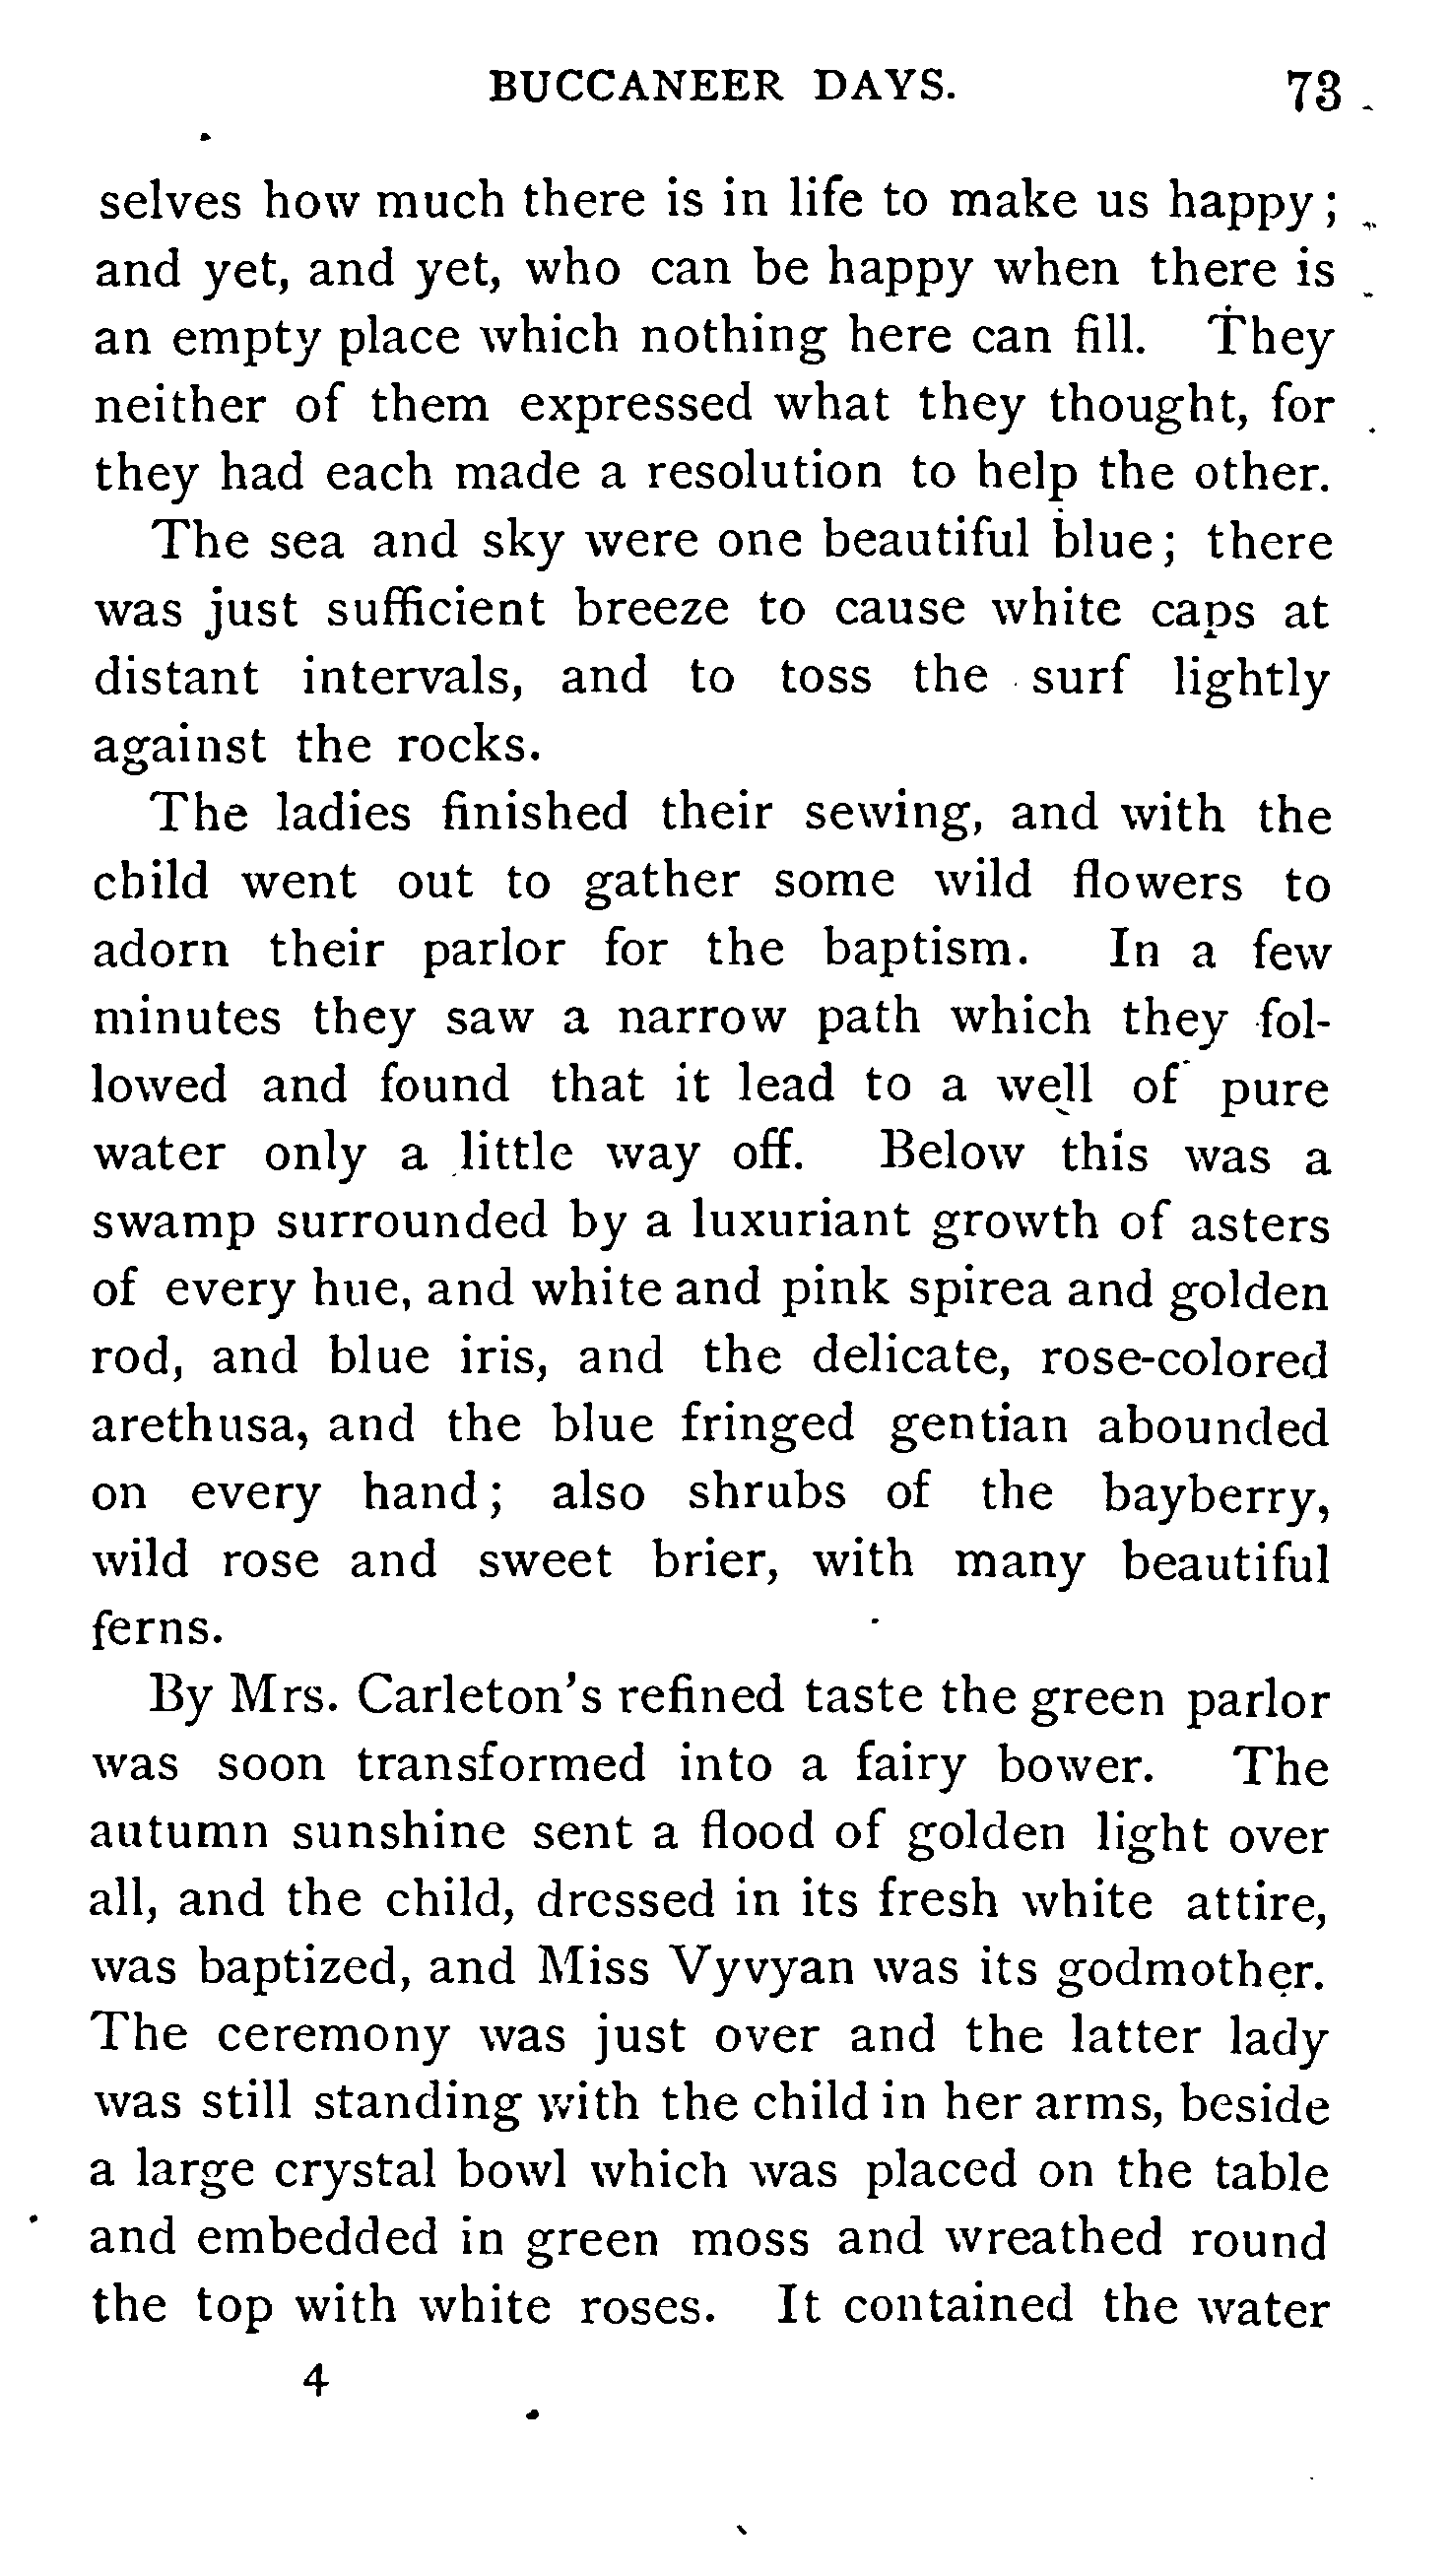 BUCCANEER DAYS. 73
selves how much there is in life to make us happy;
and yet, and yet, who can be happy when there is
an empty place which nothing here can fill. They
neither of them expressed what they thought, for
they had each made a resolution to help the other.
The sea and sky were one beautiful blue; there
was just sufficient breeze to cause white caps at
distant intervals, and to toss the surf lightly
against the rocks.
The ladies finished their sewing, and with the
child went out to gather some wild flowers to
adorn their parlor for the baptism. In a few
minutes they saw a narrow path which they fol-
lowed and found that it lead to a well of pure
water only a little way off. Below this was a
swamp surrounded by a luxuriant growth of asters
of every hue, and white and pink spirea and golden
rod, and blue iris, and the delicate, rose-colored
arethusa, and the blue fringed gentian abounded
on every hand; also shrubs of the bayberry,
wild rose and sweet brier, with many beautiful
ferns.
By Mrs. Carleton's refined taste the green parlor
was soon transformed into a fairy bower. The
autumn sunshine sent a flood of golden light over
all, and the child, dressed in its fresh white attire,
was baptized, and Miss Vyvyan was its godmother.
The ceremony was just over and the latter lady
was still standing with the child in her arms, beside
a large crystal bowl which was placed on the table
and embedded in green moss and wreathed round
the top with white roses. It contained the water
4